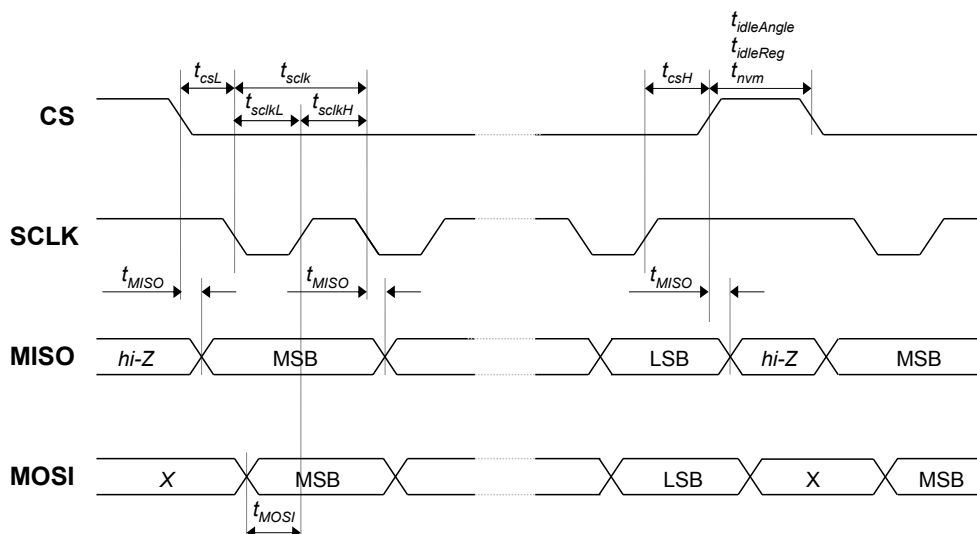 t_idleAngle
t_idleReg
t_csL t_sclk t_csH t_nvm
t_sclkL t_sclkH
CS
SCLK
t_MISO t_MISO t_MISO
MISO hi-Z MSB LSB hi-Z MSB
MOSI X MSB LSB X MSB
t_MOSI